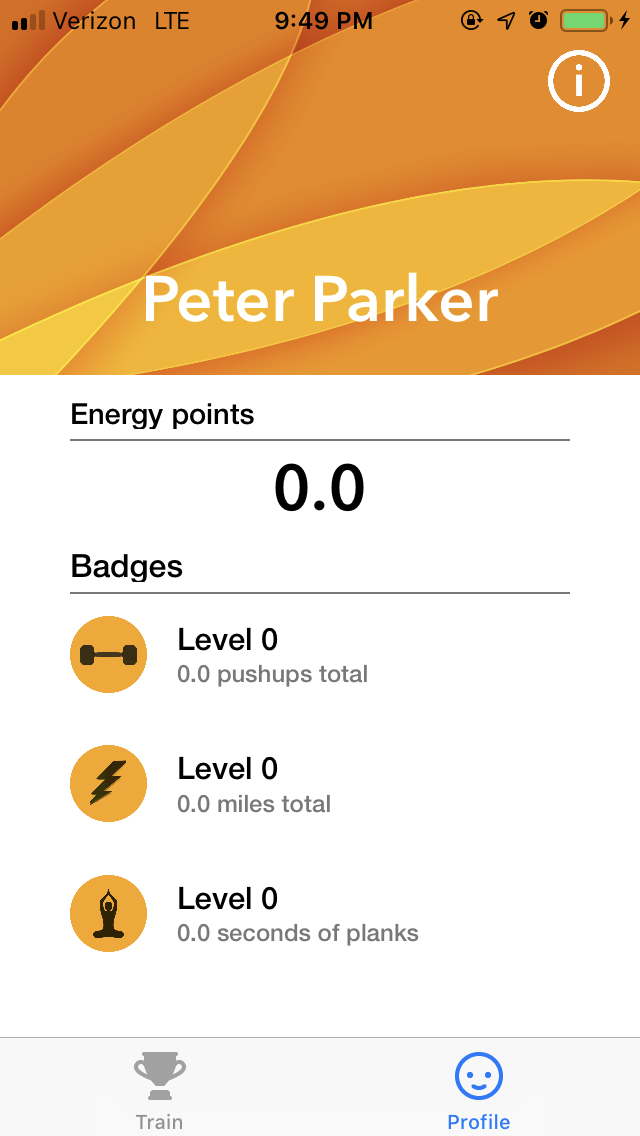 Verizon LTE 9:49 PM
i
Peter Parker
Energy points
0.0
Badges
Level 0
0.0 pushups total
Level 0
0.0 miles total
Level 0
0.0 seconds of planks
Train Profile